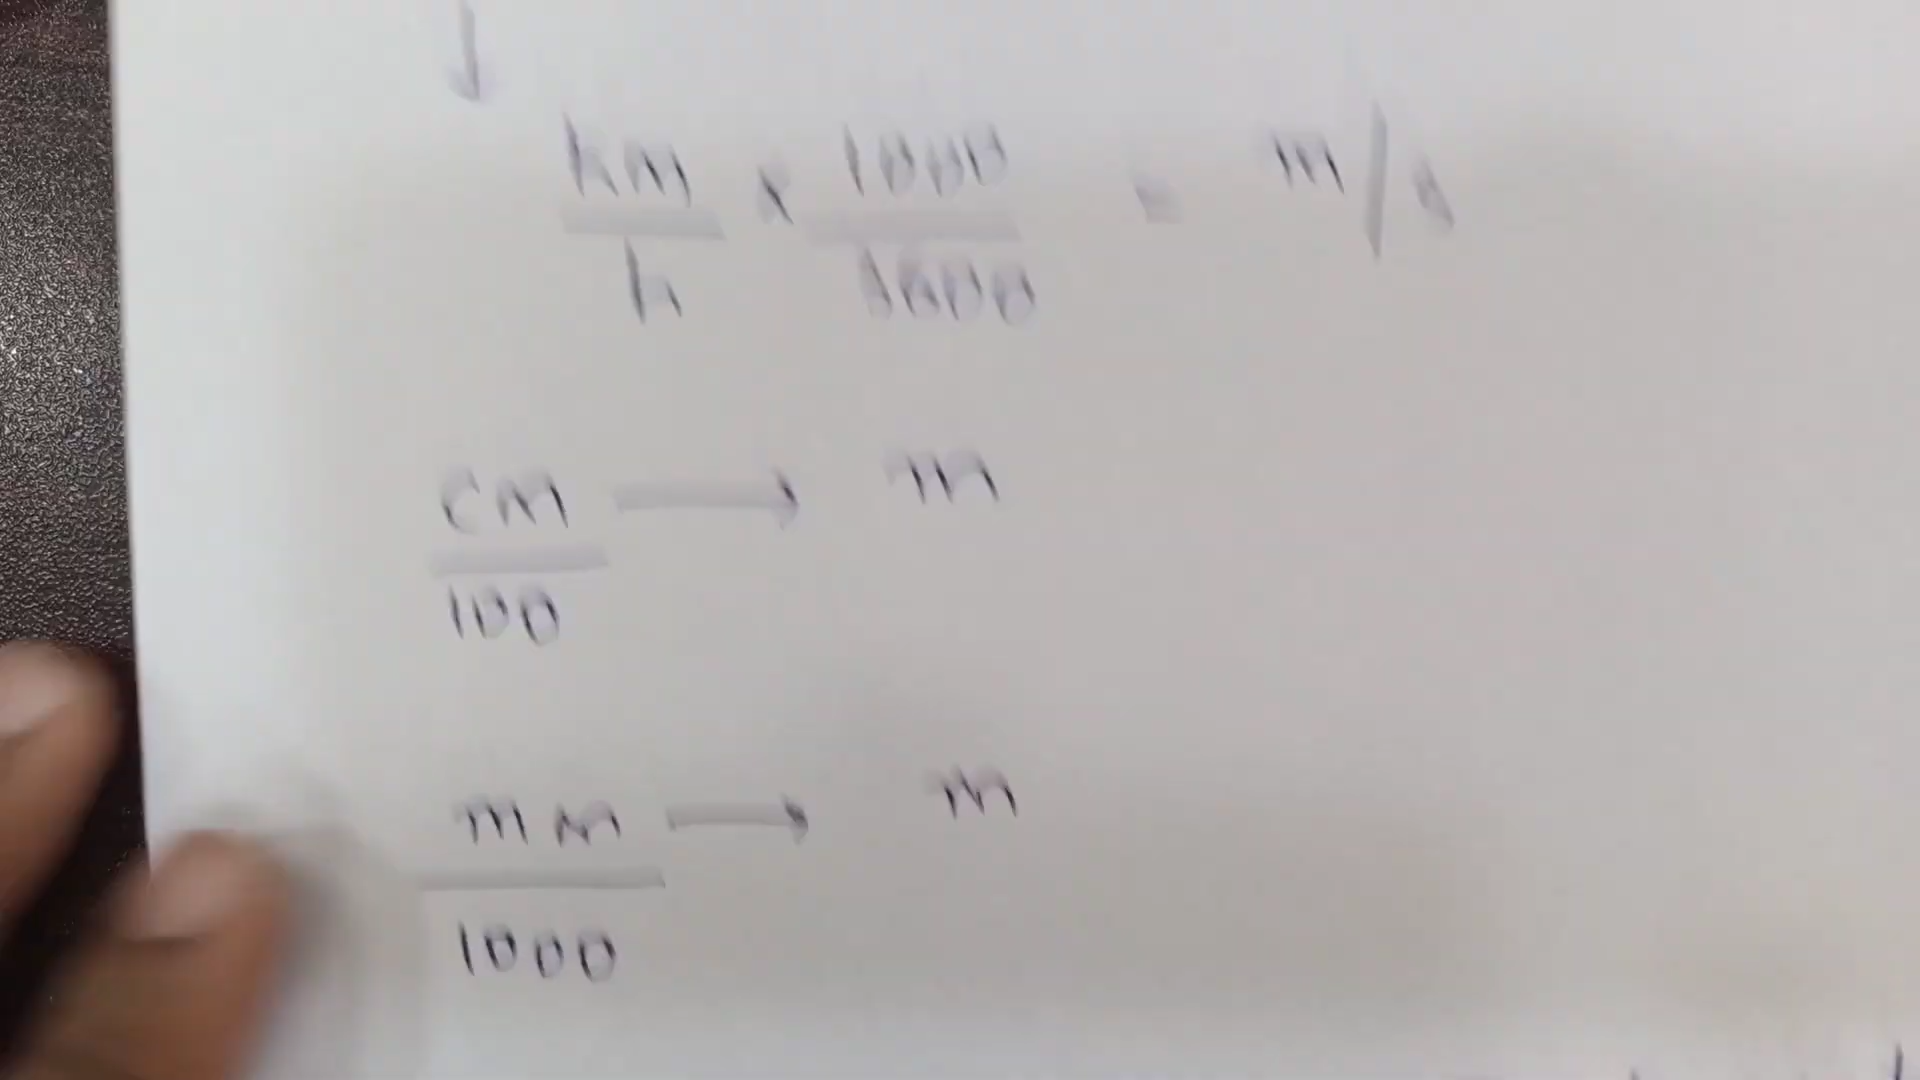 km/h × 1000/3600 = m/s
cm/100 → m
mm/1000 → m